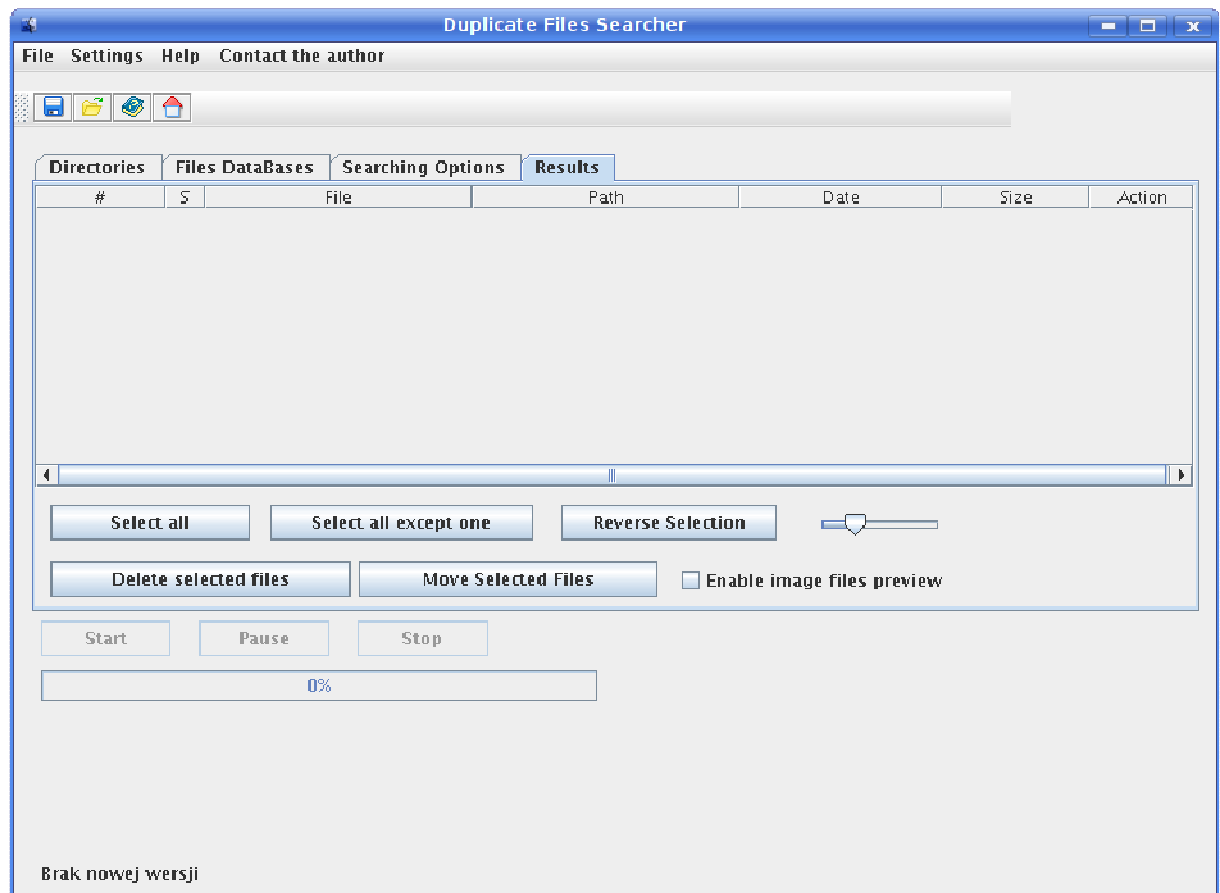 Duplicate Files Searcher
File Settings Help Contact the author
Directories Files DataBases Searching Options Results
# S File Path Date Size Action
Select all Select all except one Reverse Selection
Delete selected files Move Selected Files Enable image files preview
Start Pause Stop
0%
Brak nowej wersji